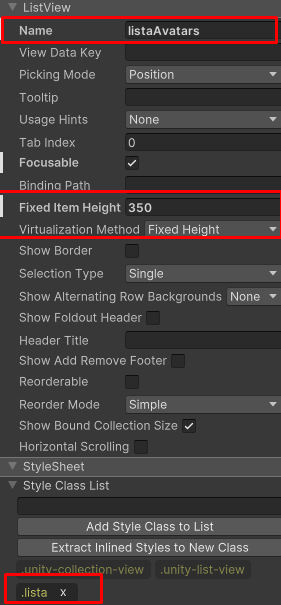 ListView
Name listaAvatars
View Data Key
Picking Mode Position
Tooltip
Usage Hints None
Tab Index 0
Focusable
Binding Path
Fixed Item Height 350
Virtualization Method Fixed Height
Show Border
Selection Type Single
Show Alternating Row Backgrounds None
Show Foldout Header
Header Title
Show Add Remove Footer
Reorderable
Reorder Mode Simple
Show Bound Collection Size
Horizontal Scrolling
StyleSheet
Style Class List
Add Style Class to List
Extract Inlined Styles to New Class
.unity-collection-view .unity-list-view
.lista x